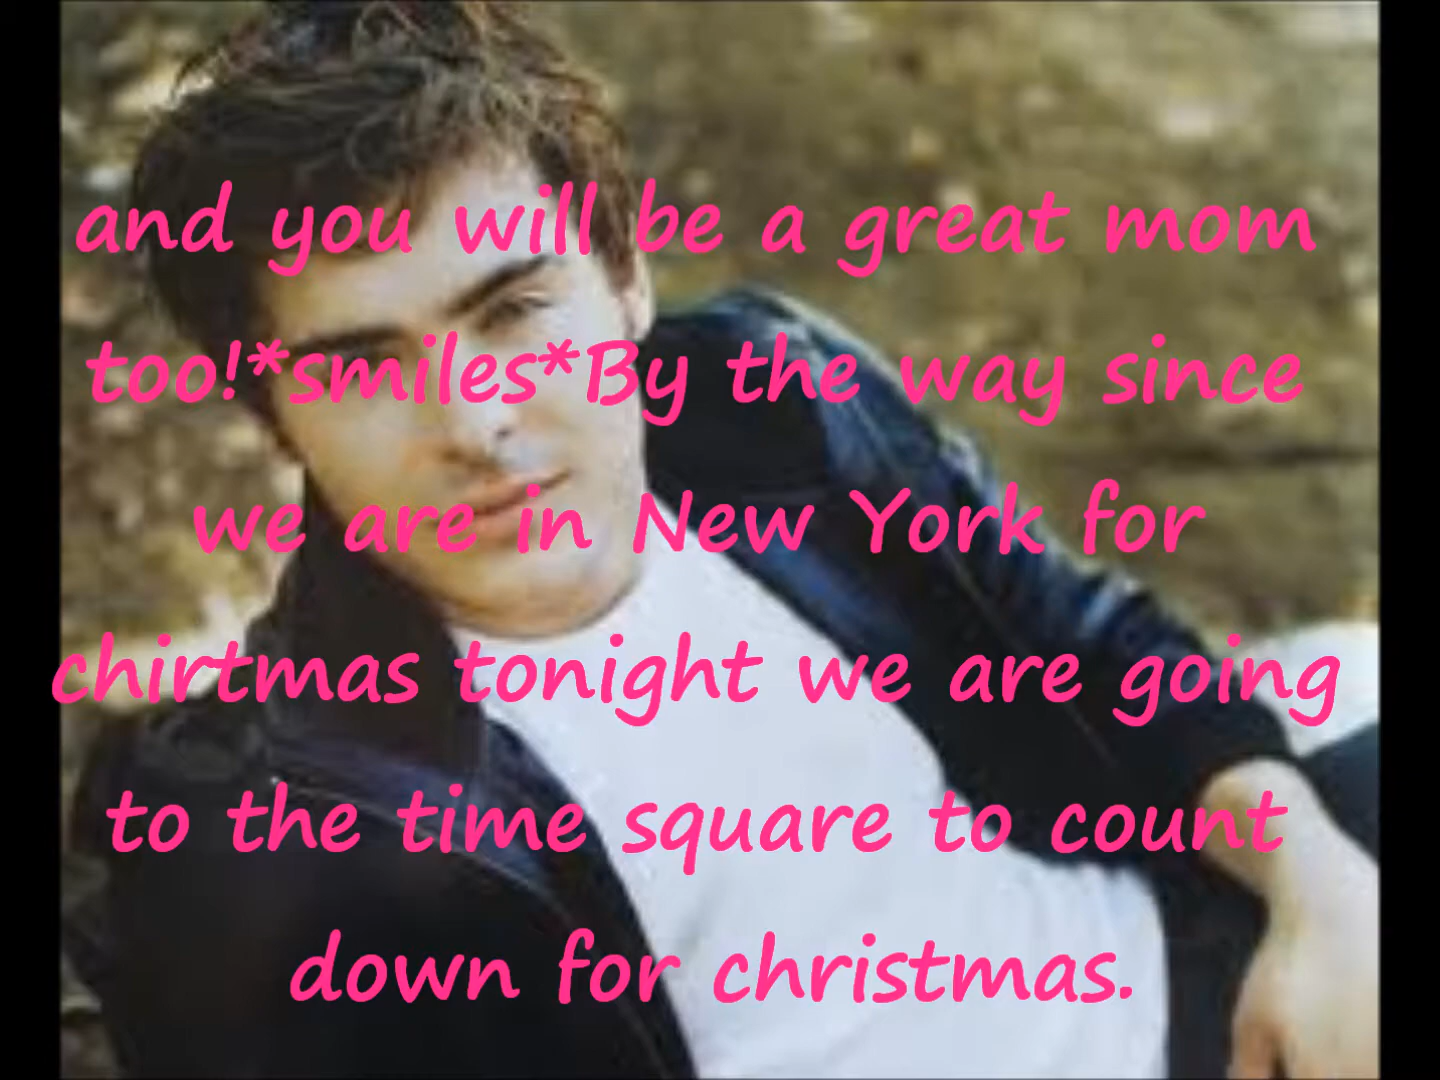 and you will be a great mom
too!*smiles*By the way since
we are in New York for
chirtmas tonight we are going
to the time square to count
down for christmas.